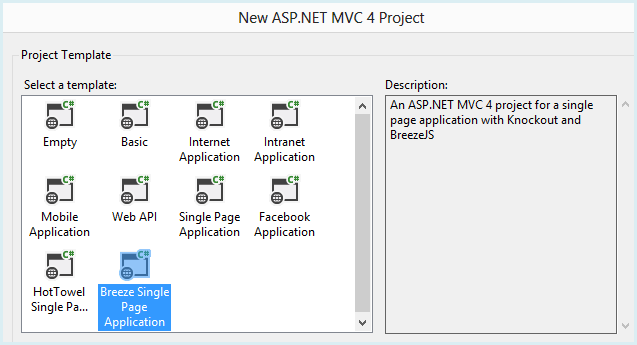 New ASP.NET MVC 4 Project
Project Template
Select a template:
C# C# C# C#
Empty Basic Internet Application Intranet Application
C# C# C# C#
Mobile Application Web API Single Page Application Facebook Application
C# C#
HotTowel Single Pa... Breeze Single Page Application
Description:
An ASP.NET MVC 4 project for a single
page application with Knockout and
BreezeJS